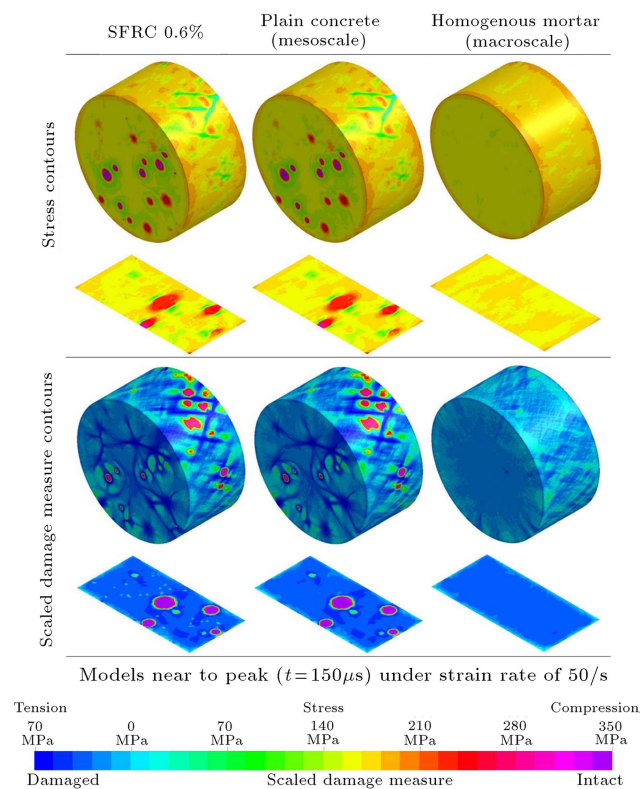 SFRC 0.6%
Plain concrete
(mesoscale)
Homogenous mortar
(macroscale)
Stress contours
Scaled damage measure contours
Models near to peak (t=150μs) under strain rate of 50/s
Tension Stress Compression
70 0 70 140 210 280 350
MPa MPa MPa MPa MPa MPa MPa
Damaged Scaled damage measure Intact